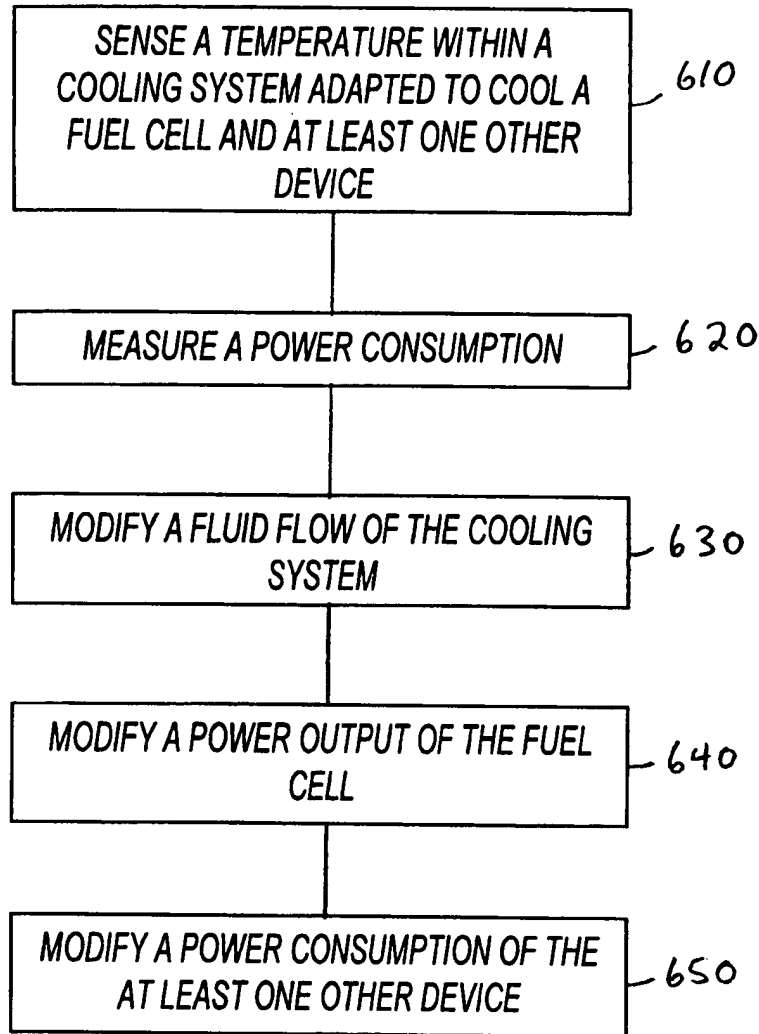 SENSE A TEMPERATURE WITHIN A
COOLING SYSTEM ADAPTED TO COOL A
FUEL CELL AND AT LEAST ONE OTHER
DEVICE
610
MEASURE A POWER CONSUMPTION
620
MODIFY A FLUID FLOW OF THE COOLING
SYSTEM
630
MODIFY A POWER OUTPUT OF THE FUEL
CELL
640
MODIFY A POWER CONSUMPTION OF THE
AT LEAST ONE OTHER DEVICE
650